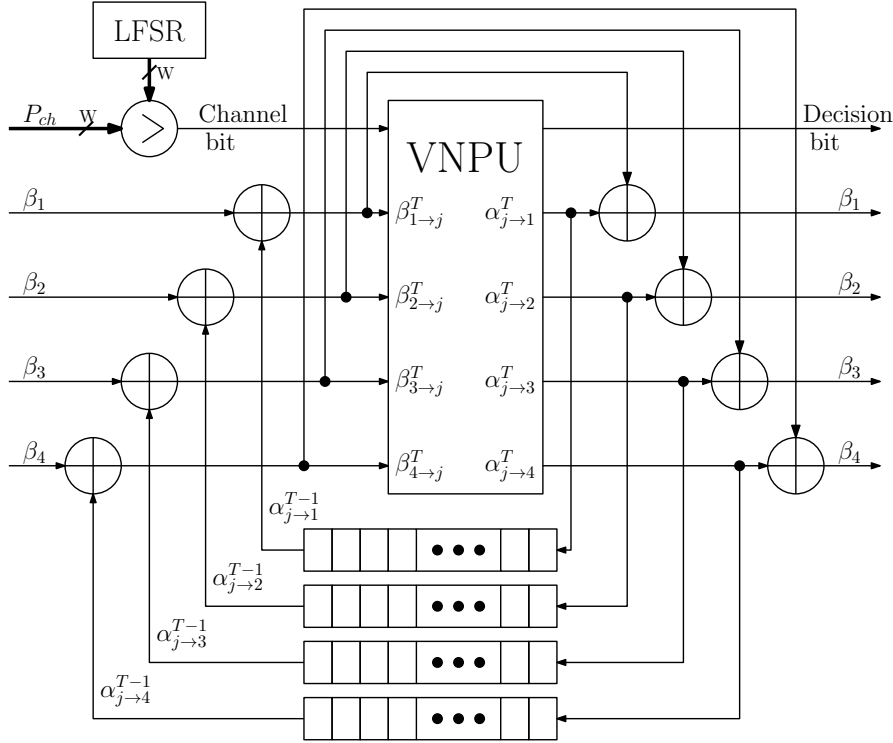 LFSR
W
P_{ch} W Channel bit Decision bit
>
VNPU
β_1 β^T_{1→j} α^T_{j→1} β_1
β_2 β^T_{2→j} α^T_{j→2} β_2
β_3 β^T_{3→j} α^T_{j→3} β_3
β_4 β^T_{4→j} α^T_{j→4} β_4
α^{T−1}_{j→1}
α^{T−1}_{j→2}
α^{T−1}_{j→3}
α^{T−1}_{j→4}